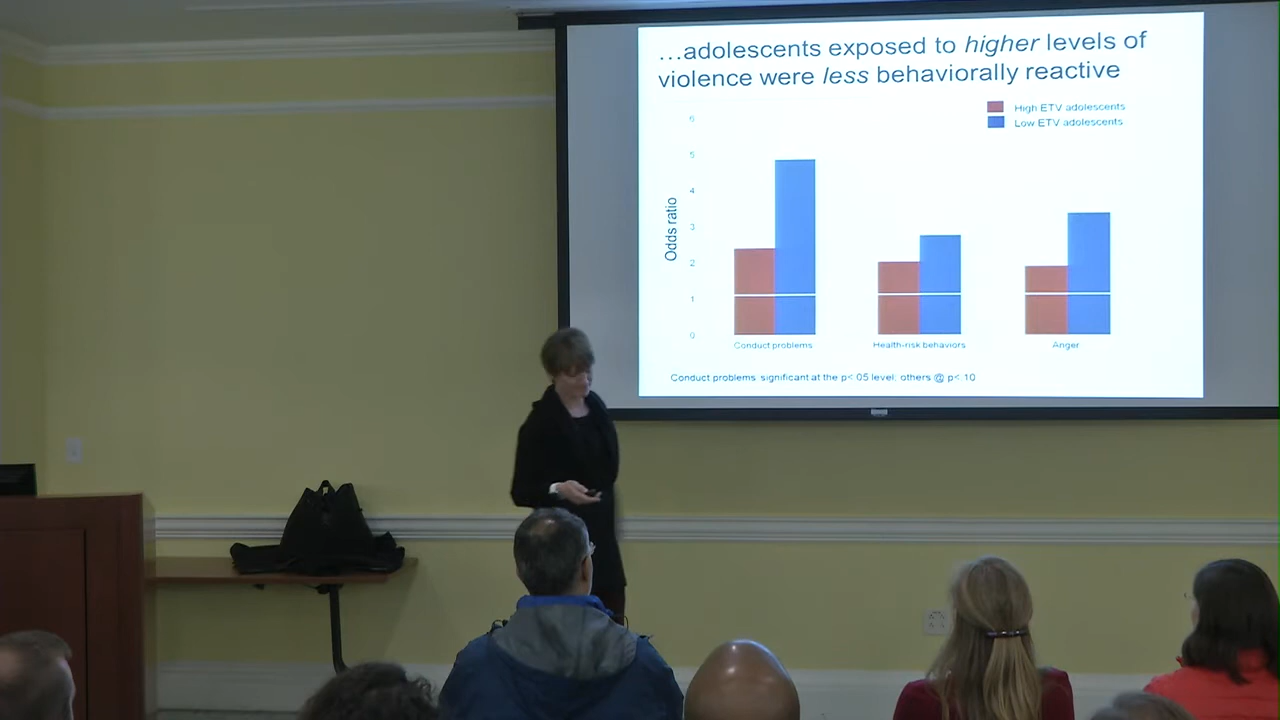 ...adolescents exposed to higher levels of
violence were less behaviorally reactive
High ETV adolescents
Low ETV adolescents
6
5
4
3
2
1
0
Odds ratio
Conduct problems
Health-risk behaviors
Anger
Conduct problems significant at the p<.05 level; others @ p<.10